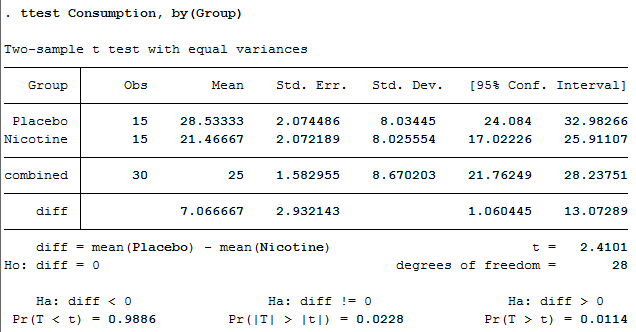 . ttest Consumption, by(Group)
Two-sample t test with equal variances
Group Obs Mean Std. Err. Std. Dev. [95% Conf. Interval]
Placebo 15 28.53333 2.074486 8.03445 24.084 32.98266
Nicotine 15 21.46667 2.072189 8.025554 17.02226 25.91107
combined 30 25 1.582955 8.670203 21.76249 28.23751
diff 7.066667 2.932143 1.060445 13.07289
diff = mean(Placebo) - mean(Nicotine) t = 2.4101
Ho: diff = 0 degrees of freedom = 28
Ha: diff < 0 Ha: diff != 0 Ha: diff > 0
Pr(T < t) = 0.9886 Pr(|T| > |t|) = 0.0228 Pr(T > t) = 0.0114